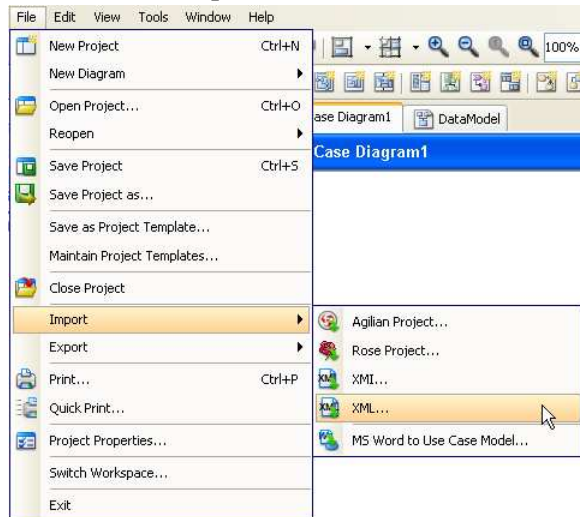 File Edit View Tools Window Help
New Project Ctrl+N
100%
New Diagram
Open Project... Ctrl+O
ase Diagram1 DataModel
Reopen
Case Diagram1
Save Project Ctrl+S
Save Project as...
Save as Project Template...
Maintain Project Templates...
Close Project
Import
Export
Print... Ctrl+P
Quick Print...
Project Properties...
Switch Workspace...
Exit
Agilian Project...
Rose Project...
XMI...
XML...
MS Word to Use Case Model...